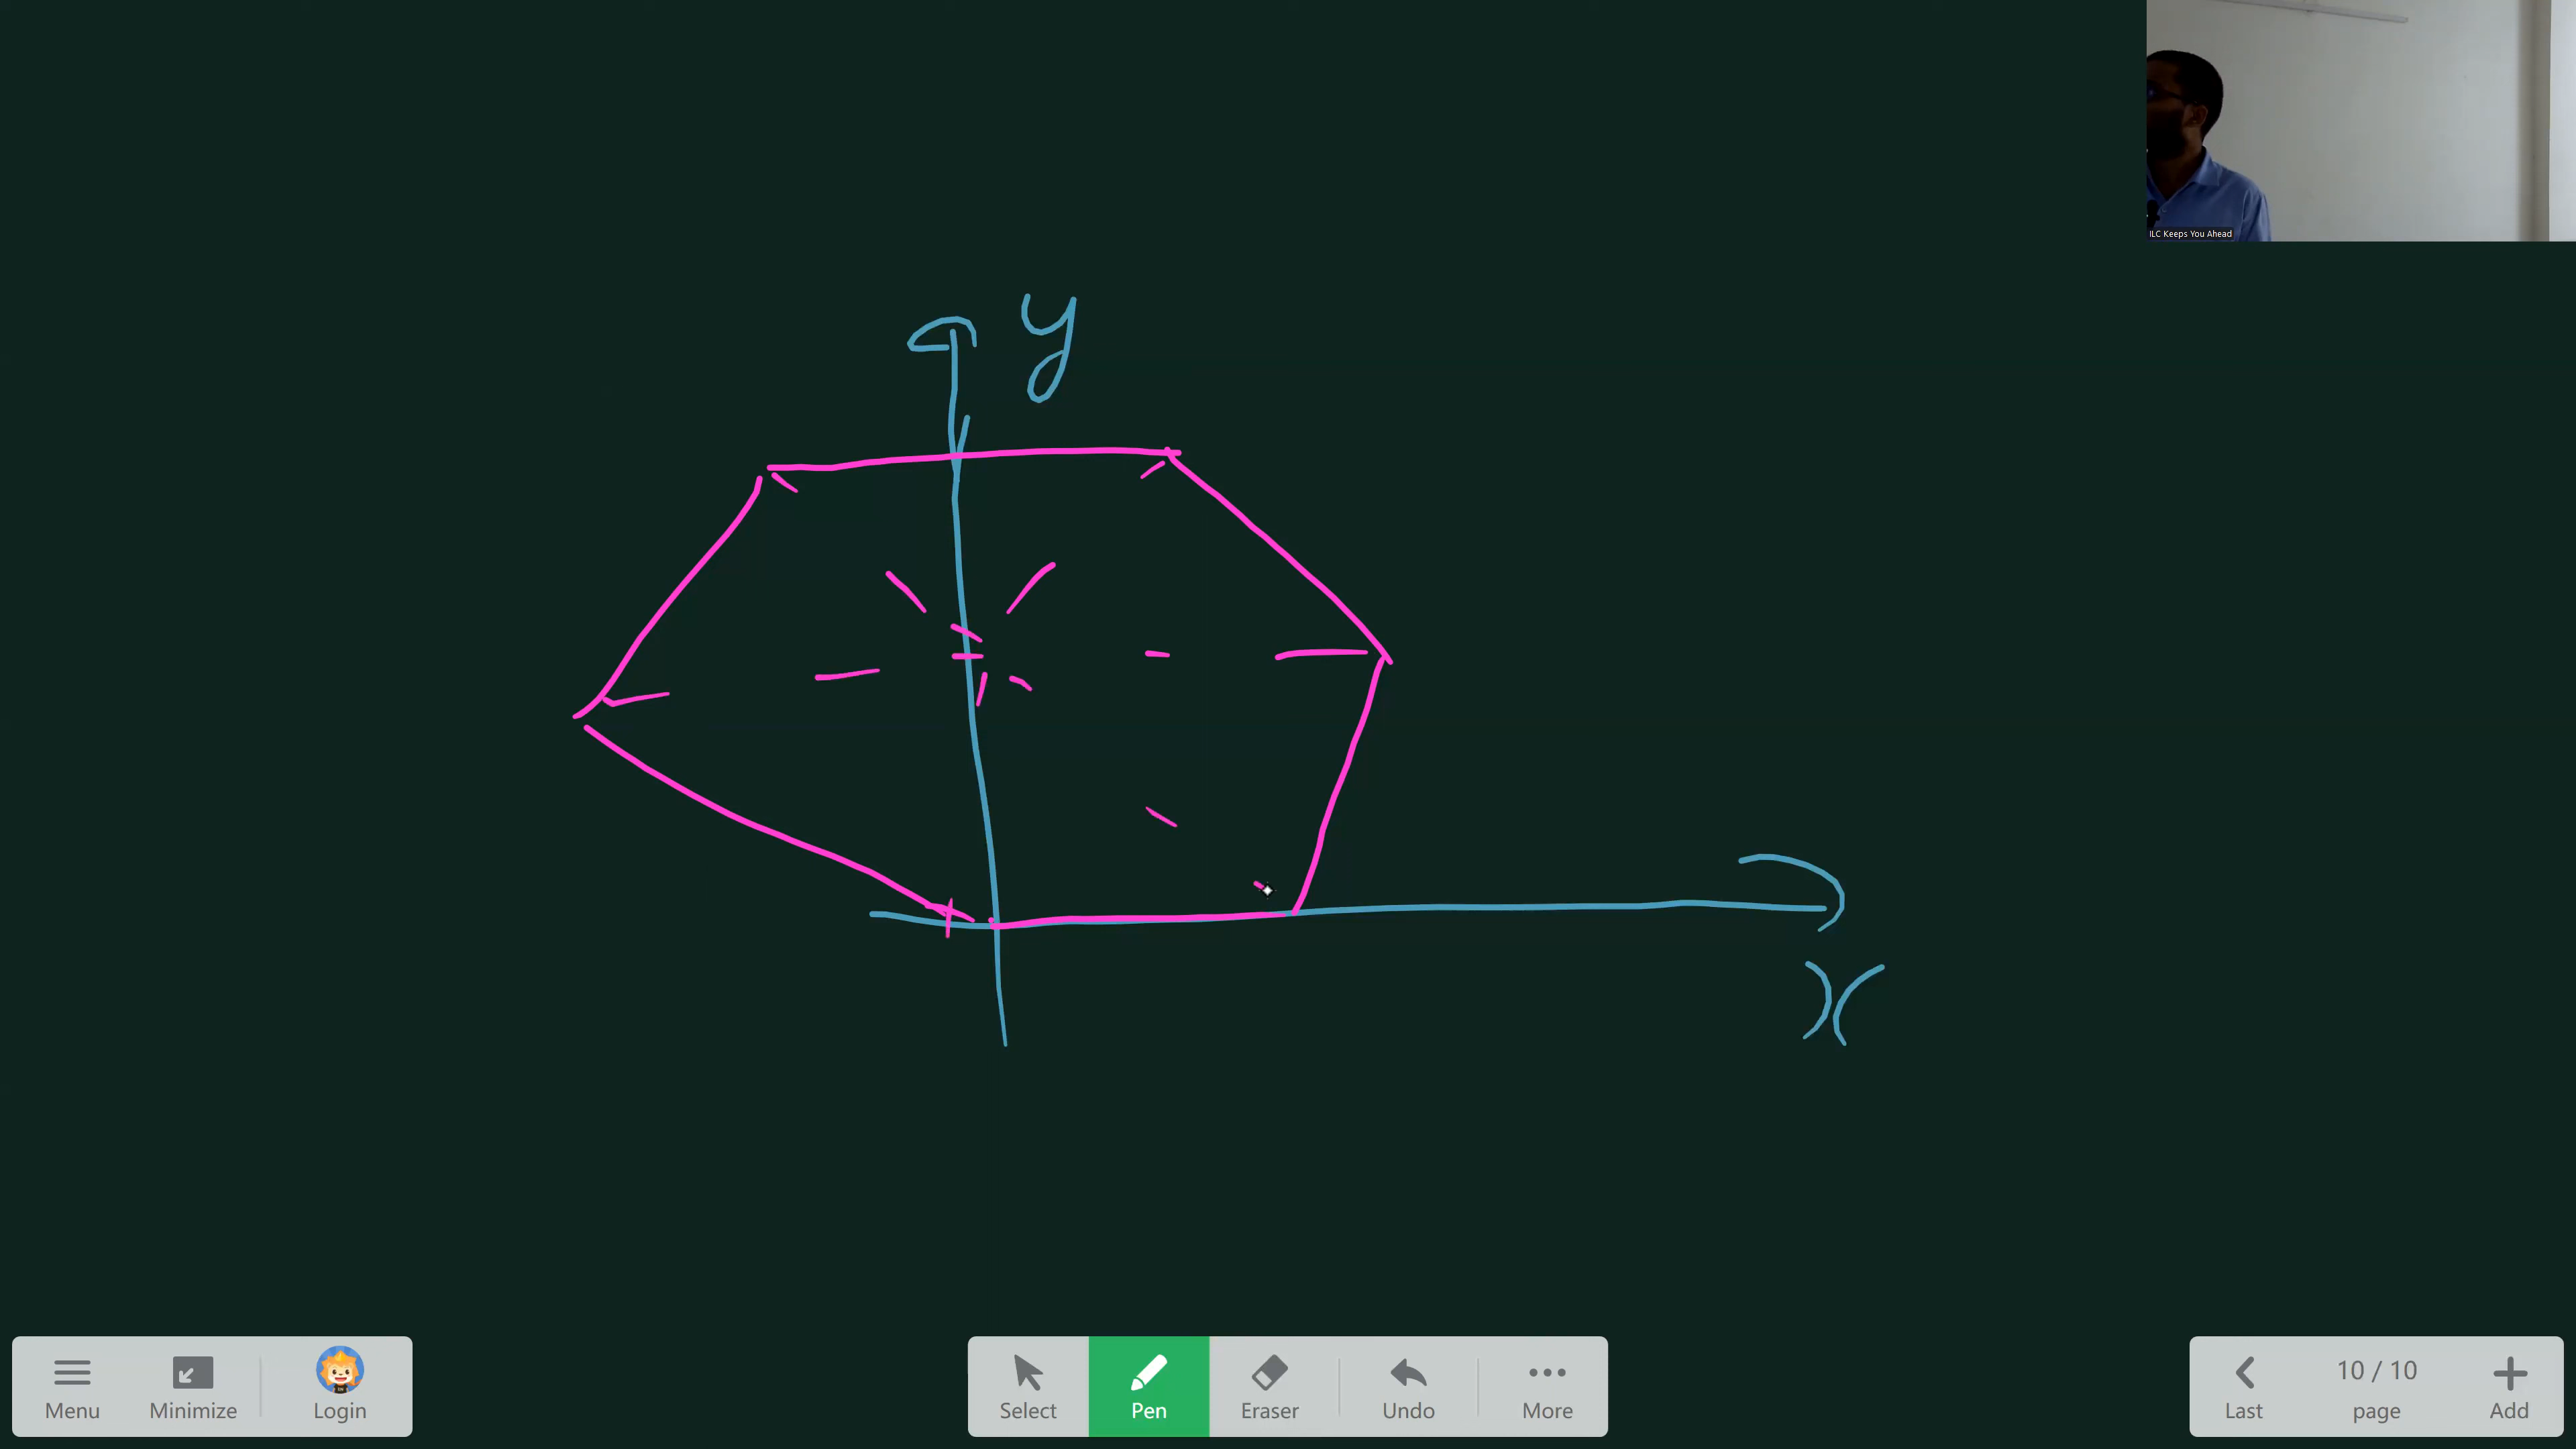 ILC Keeps You Ahead
y
x
Menu
Minimize
Login
Select
Pen
Eraser
Undo
More
Last
10 / 10
page
Add